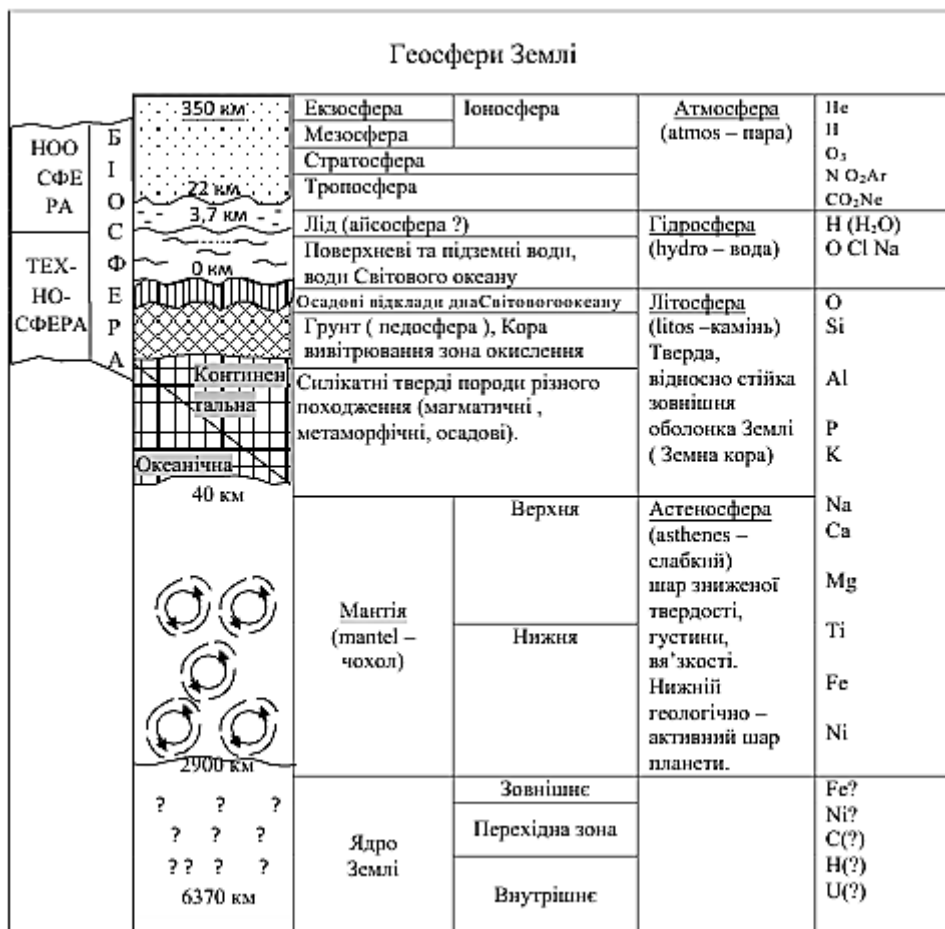 Геосфери Землі
НОО
СФЕ
РА
ТЕХ-
НО-
СФЕРА
Б
І
О
С
Ф
Е
Р
А
350 км
22 км
3,7 км
0 км
Континен
тальна
Океанічна
40 км
2900 км
? ? ?
? ? ?
? ? ? ?
6370 км
Екзосфера
Іоносфера
Мезосфера
Стратосфера
Тропосфера
Атмосфера
(atmos – пара)
He
H
O₃
N O₂Ar
CO₂Ne
Лід (айсосфера ?)
Поверхневі та підземні води,
води Світового океану
Гідросфера
(hydro – вода)
H (H₂O)
O Cl Na
Осадові відклади днаСвітовогоокеану
Грунт ( педосфера ), Кора
вивітрювання зона окислення
Силікатні тверді породи різного
походження (магматичні ,
метаморфічні, осадові).
Літосфера
(litos –камінь)
Тверда,
відносно стійка
зовнішня
оболонка Землі
( Земна кора)
O
Si
Al
P
K
Мантія
(mantel –
чохол)
Верхня
Нижня
Астеносфера
(asthenes –
слабкий)
шар зниженої
твердості,
густини,
вя’зкості.
Нижній
геологічно –
активний шар
планети.
Na
Ca
Mg
Ti
Fe
Ni
Ядро
Землі
Зовнішнє
Перехідна зона
Внутрішнє
Fe?
Ni?
C(?)
H(?)
U(?)